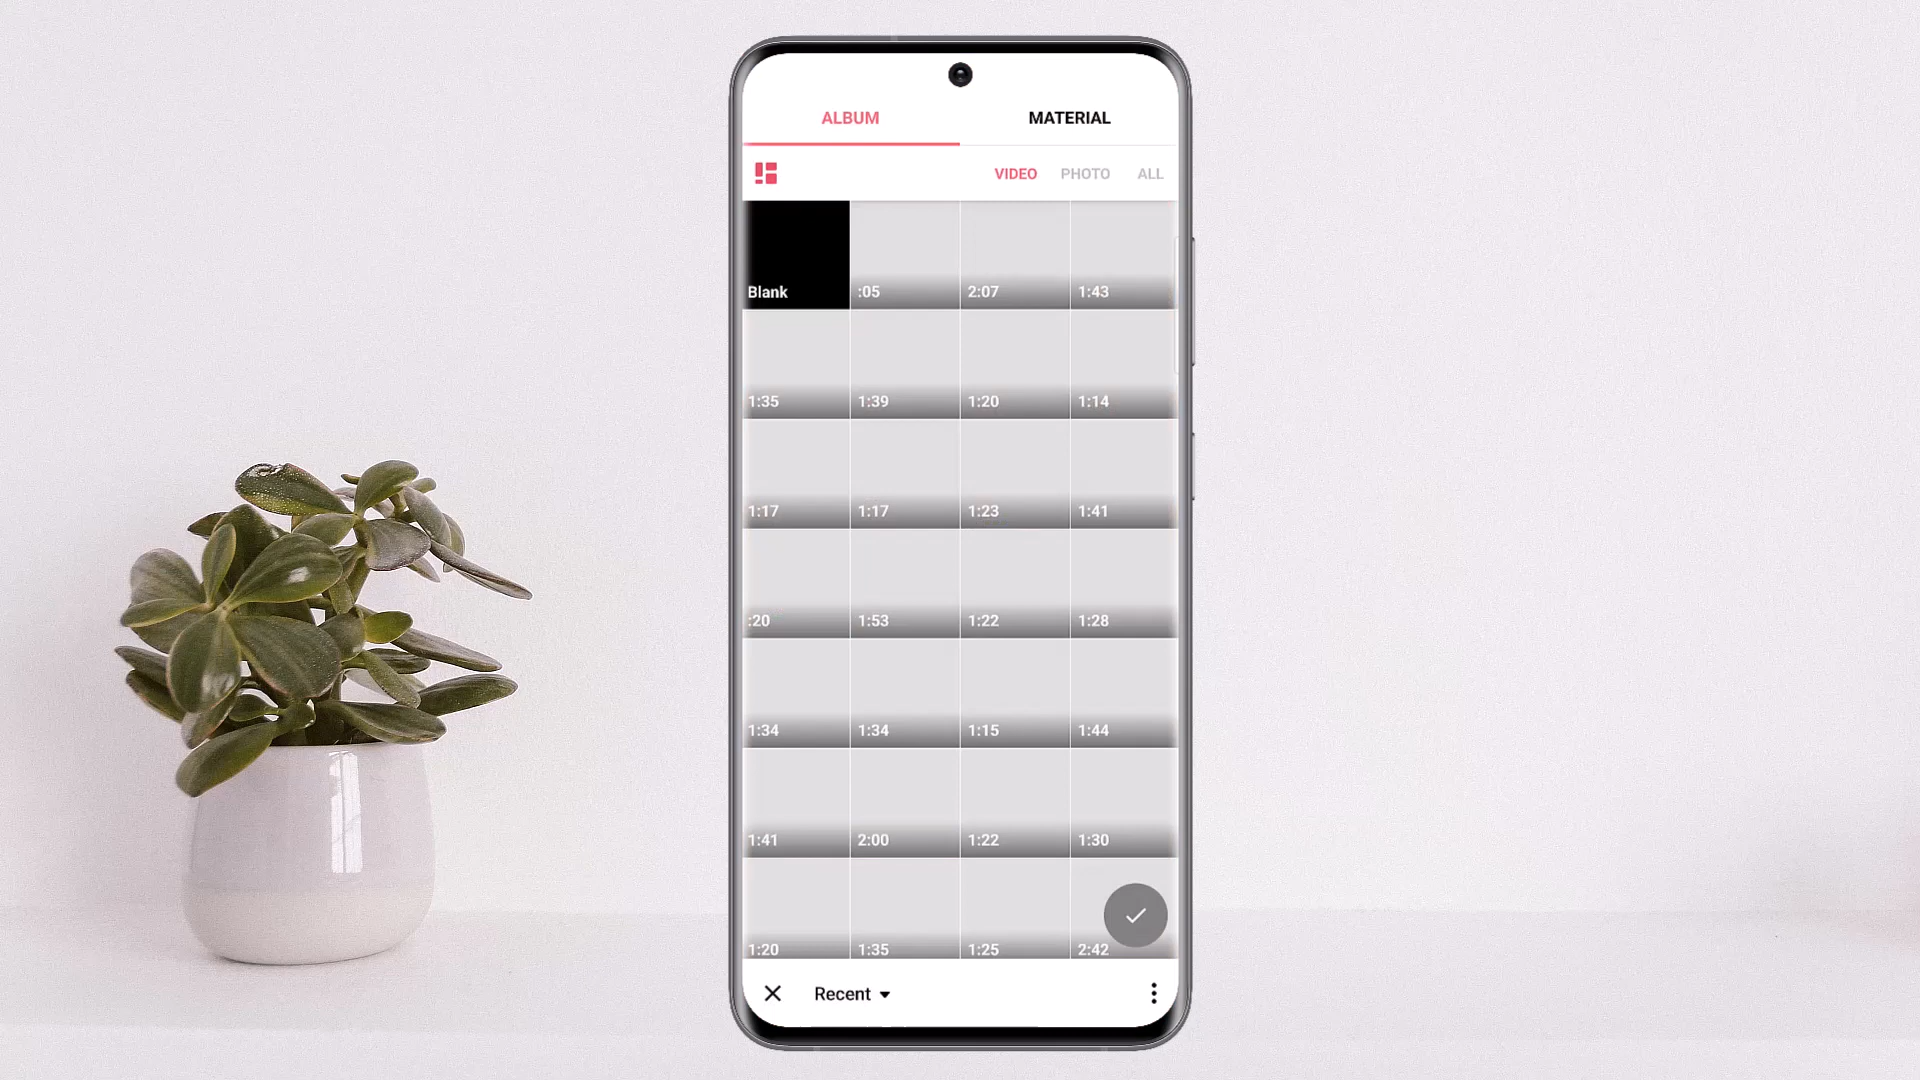 ALBUM MATERIAL
VIDEO PHOTO ALL
Blank :05 2:07 1:43
1:35 1:39 1:20 1:14
1:17 1:17 1:23 1:41
:20 1:53 1:22 1:28
1:34 1:34 1:15 1:44
1:41 2:00 1:22 1:30
1:20 1:35 1:25 2:42
Recent